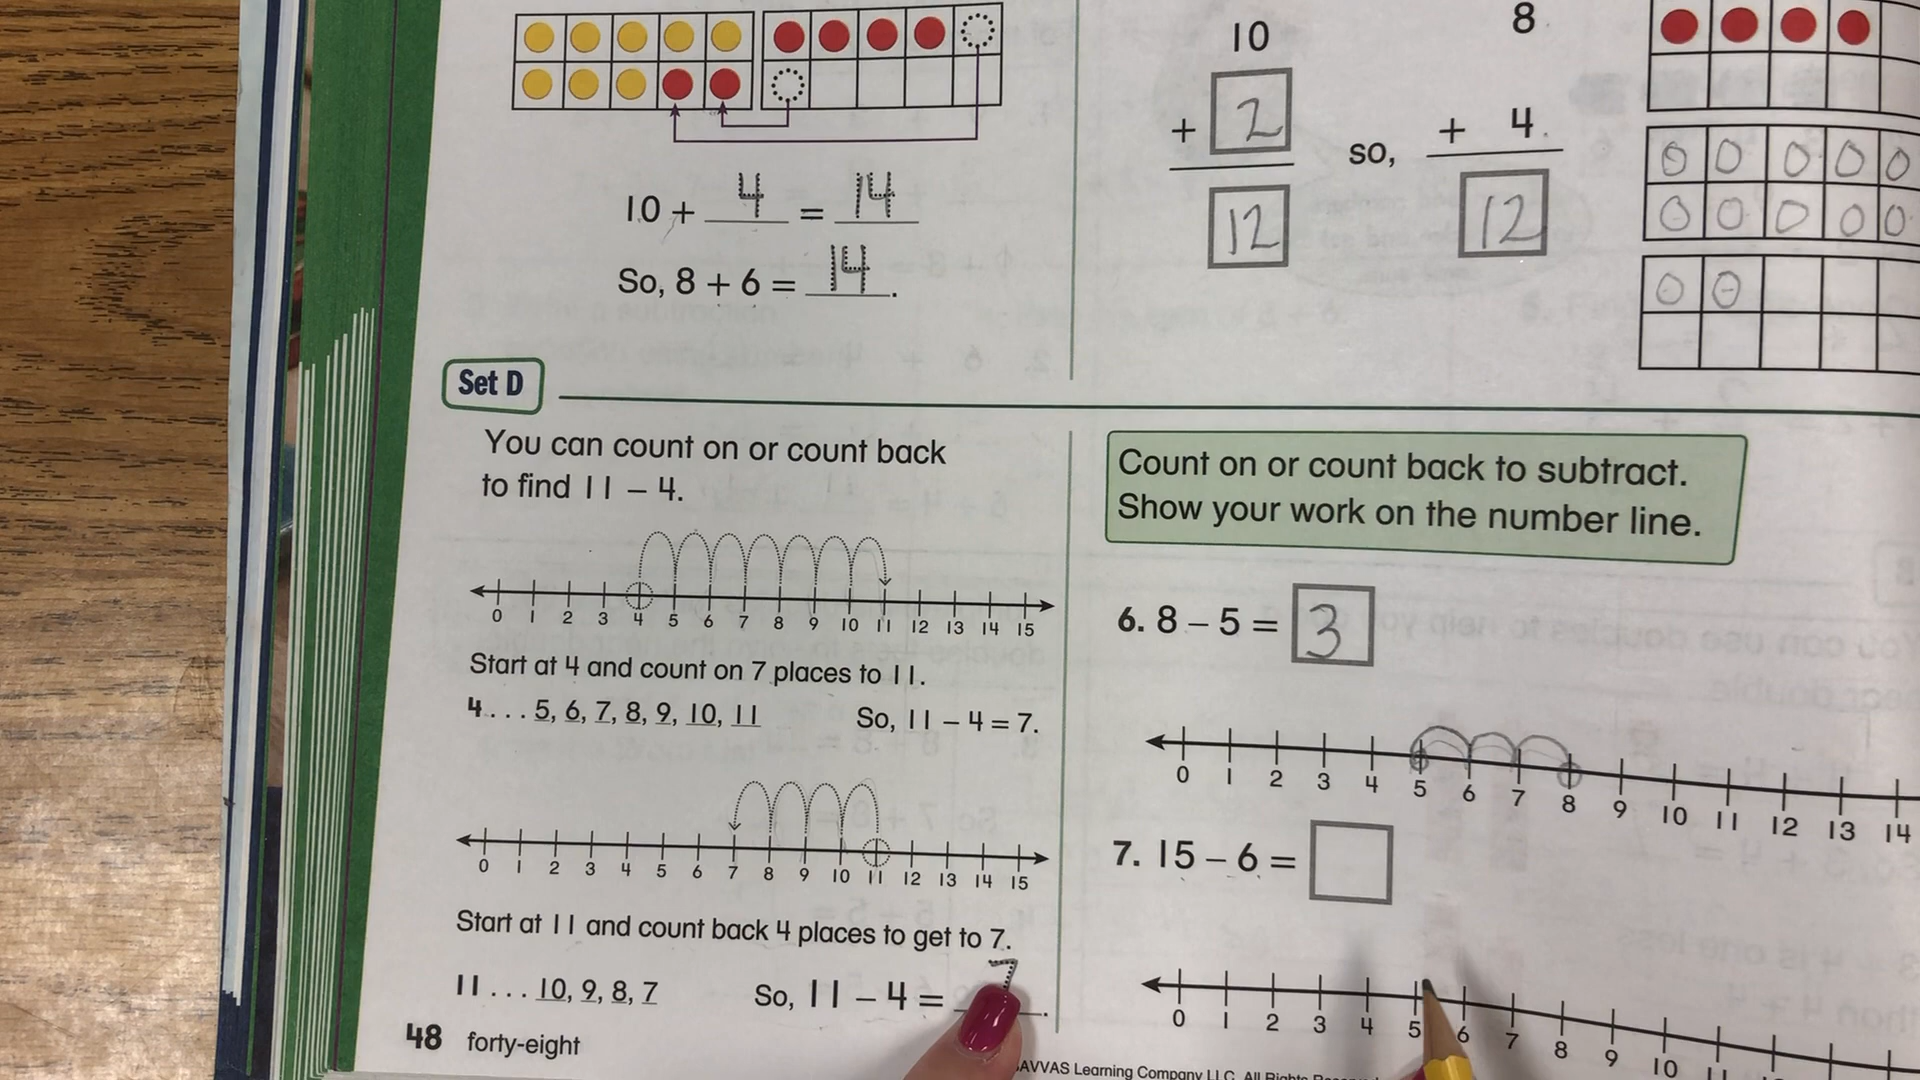 10 + 4 = 14
So, 8 + 6 = 14.
10
+ 2
12
so,
8
+ 4
12
Set D
You can count on or count back
to find 11 – 4.
0 1 2 3 4 5 6 7 8 9 10 11 12 13 14 15
Start at 4 and count on 7 places to 11.
4 . . . 5, 6, 7, 8, 9, 10, 11 So, 11 – 4 = 7.
0 1 2 3 4 5 6 7 8 9 10 11 12 13 14 15
Start at 11 and count back 4 places to get to 7.
11 . . . 10, 9, 8, 7 So, 11 – 4 = 7.
48 forty-eight
Count on or count back to subtract.
Show your work on the number line.
6. 8 – 5 = 3
0 1 2 3 4 5 6 7 8 9 10 11 12 13 14
7. 15 – 6 =
0 1 2 3 4 5 6 7 8 9 10
AVVAS Learning Company LLC. All Rights